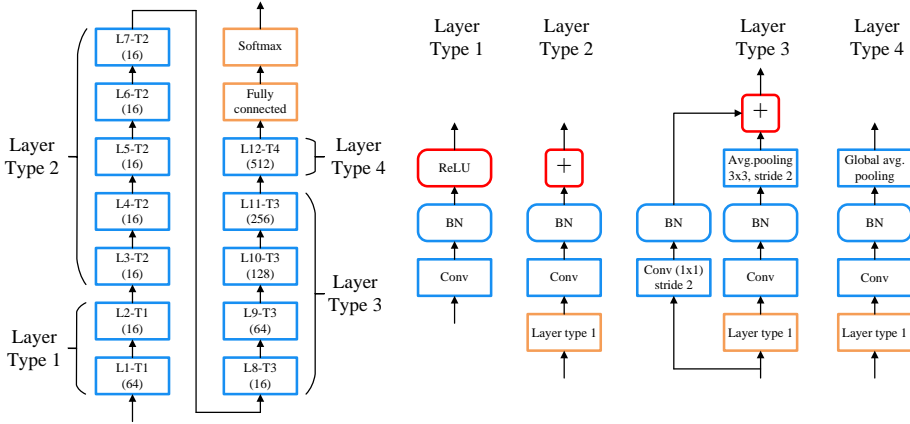 L7-T2
(16)
L6-T2
(16)
L5-T2
(16)
L4-T2
(16)
L3-T2
(16)
L2-T1
(16)
L1-T1
(64)
Layer
Type 2
Layer
Type 1
Softmax
Fully
connected
L12-T4
(512)
L11-T3
(256)
L10-T3
(128)
L9-T3
(64)
L8-T3
(16)
Layer
Type 4
Layer
Type 3
Layer
Type 1
ReLU
BN
Conv
Layer
Type 2
+
BN
Conv
Layer type 1
Layer
Type 3
+
Avg.pooling
3x3, stride 2
BN
Conv
Layer type 1
BN
Conv (1x1)
stride 2
Layer
Type 4
Global avg.
pooling
BN
Conv
Layer type 1